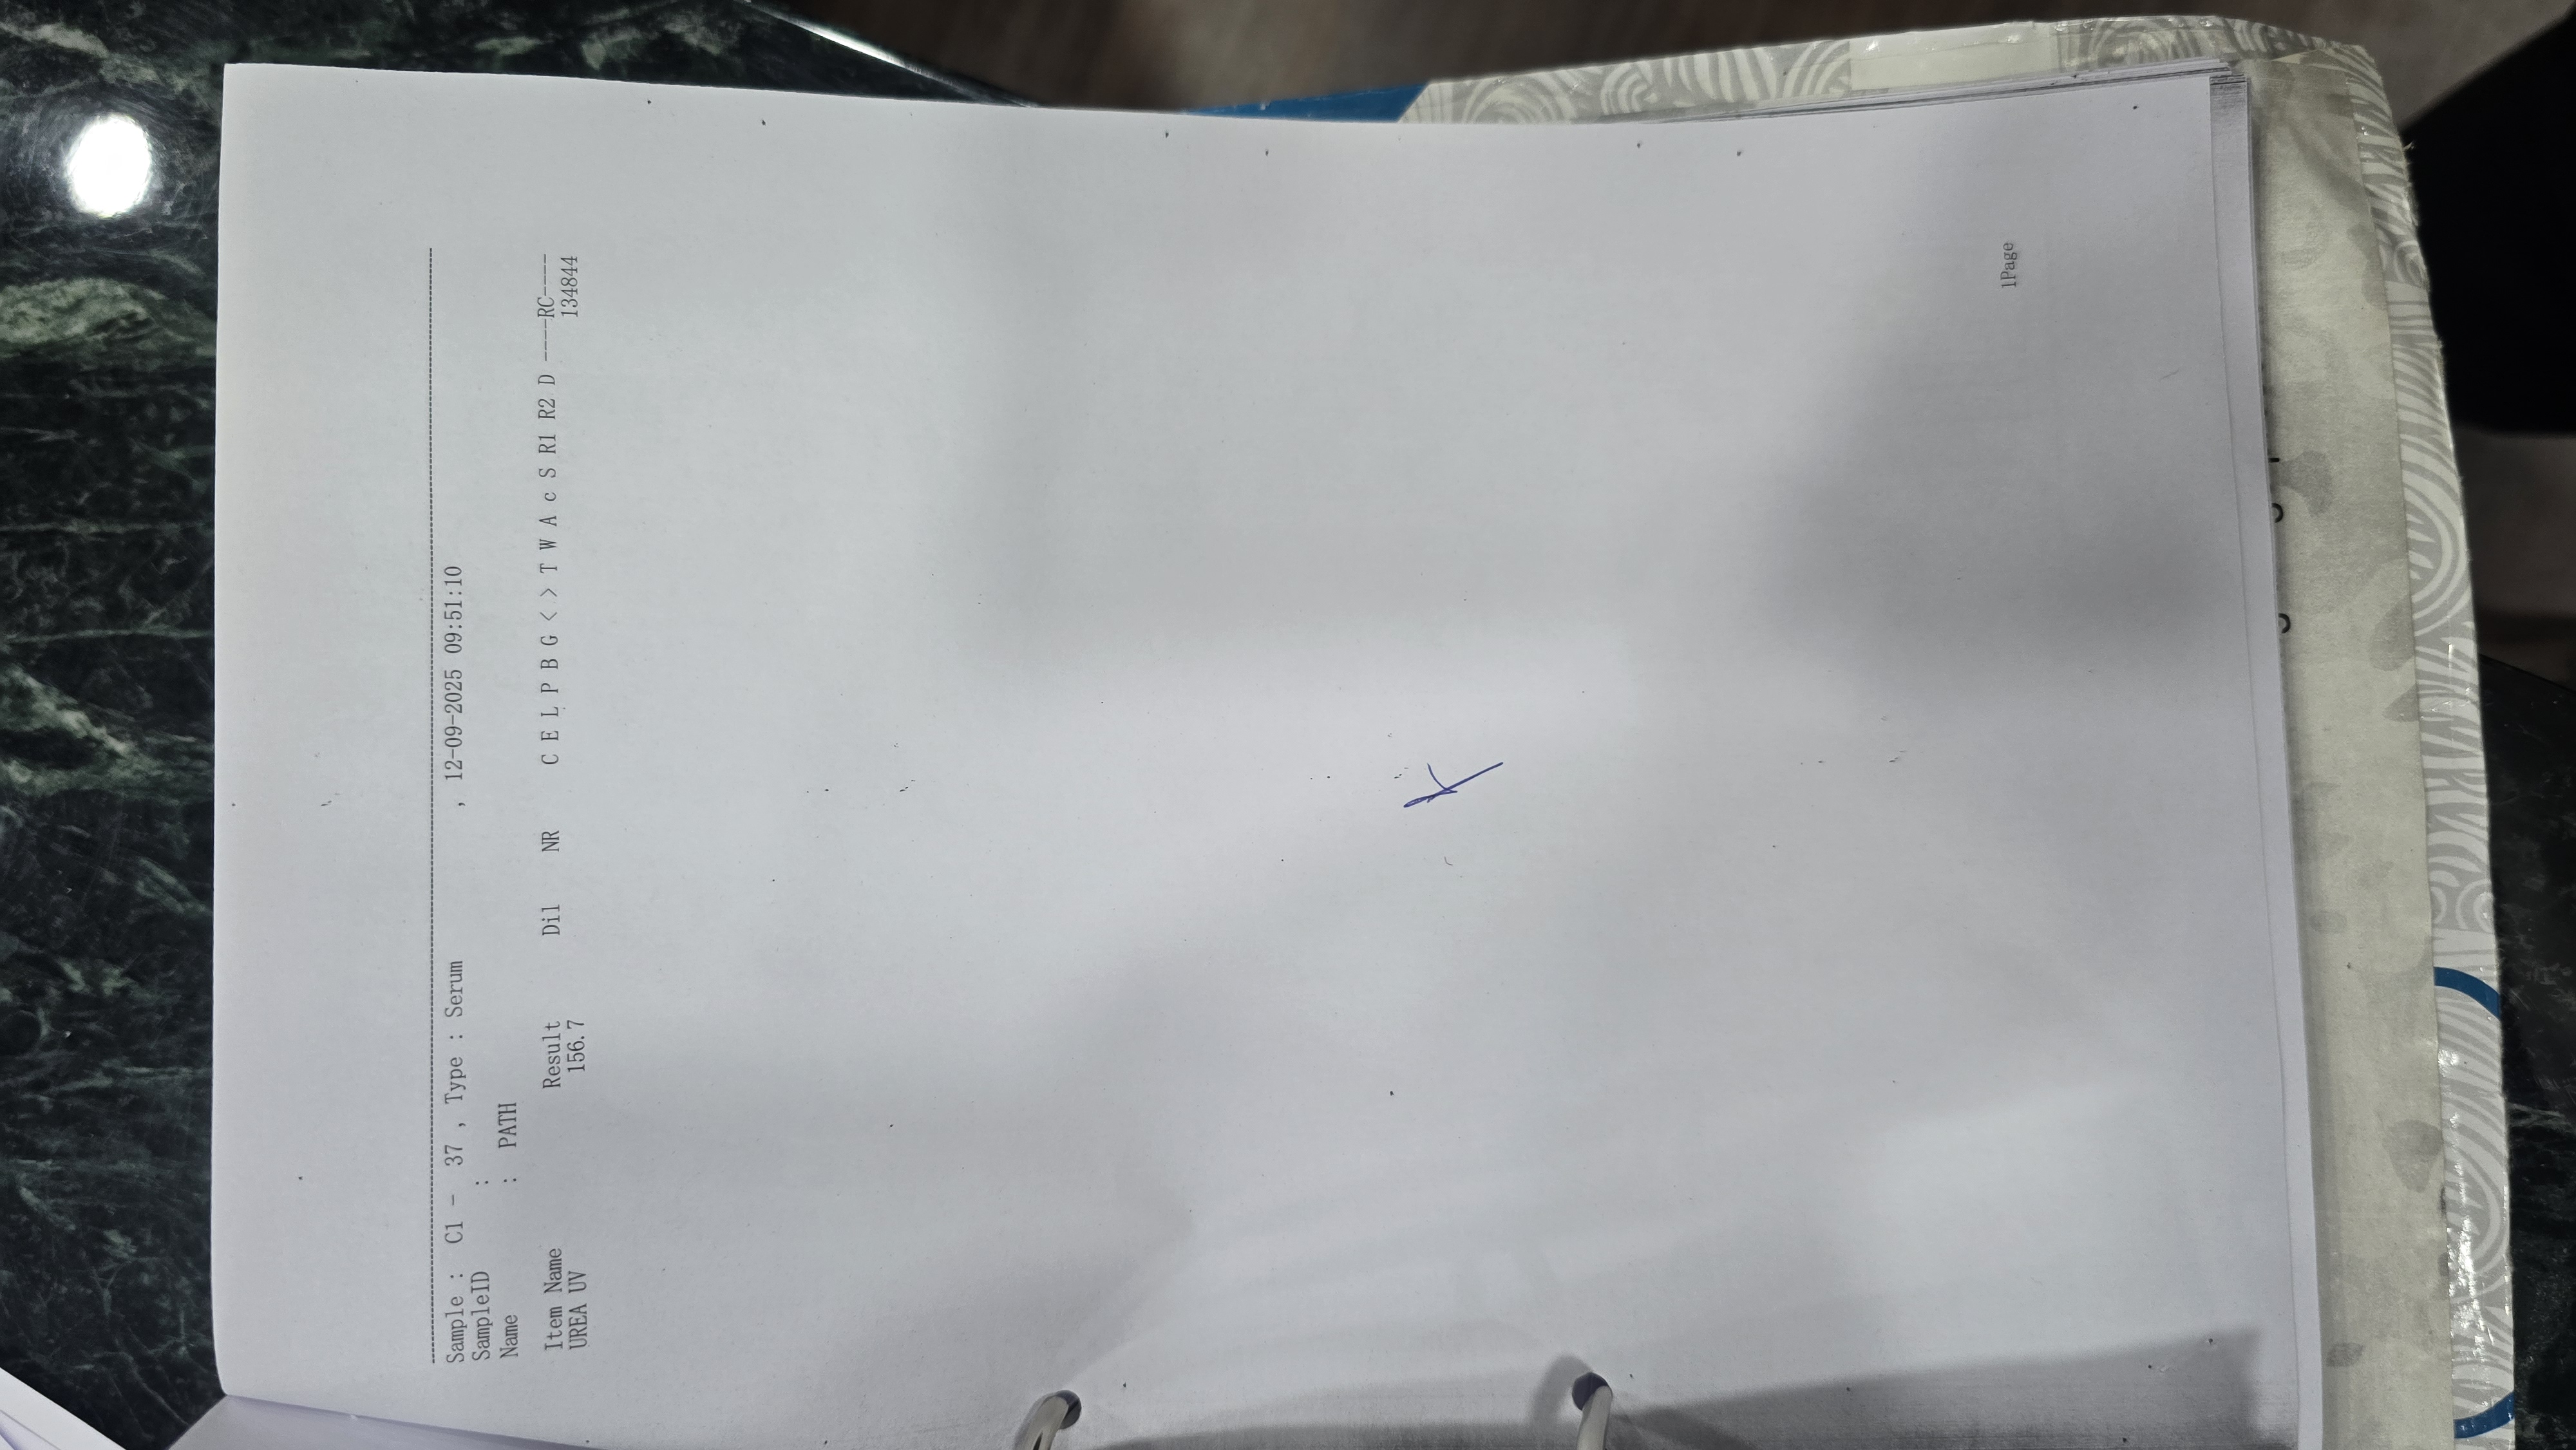 Sample : C1 - 37 , Type : Serum , 12-09-2025 09:51:10
SampleID :
Name : PATH
Item Name Result Dil NR C E L P B G < > T W A c S R1 R2 D ----RC----
UREA UV 156.7 134844
1Page